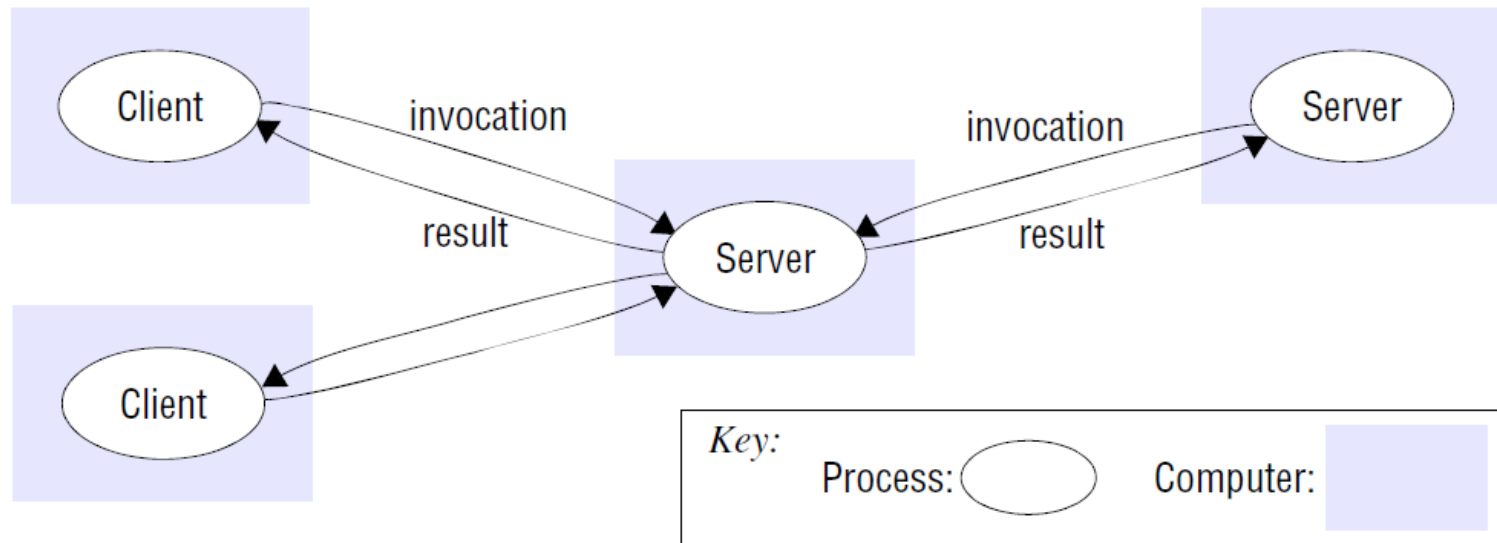 Client
invocation
result
Server
invocation
result
Server
Client
Key:
Process:
Computer: